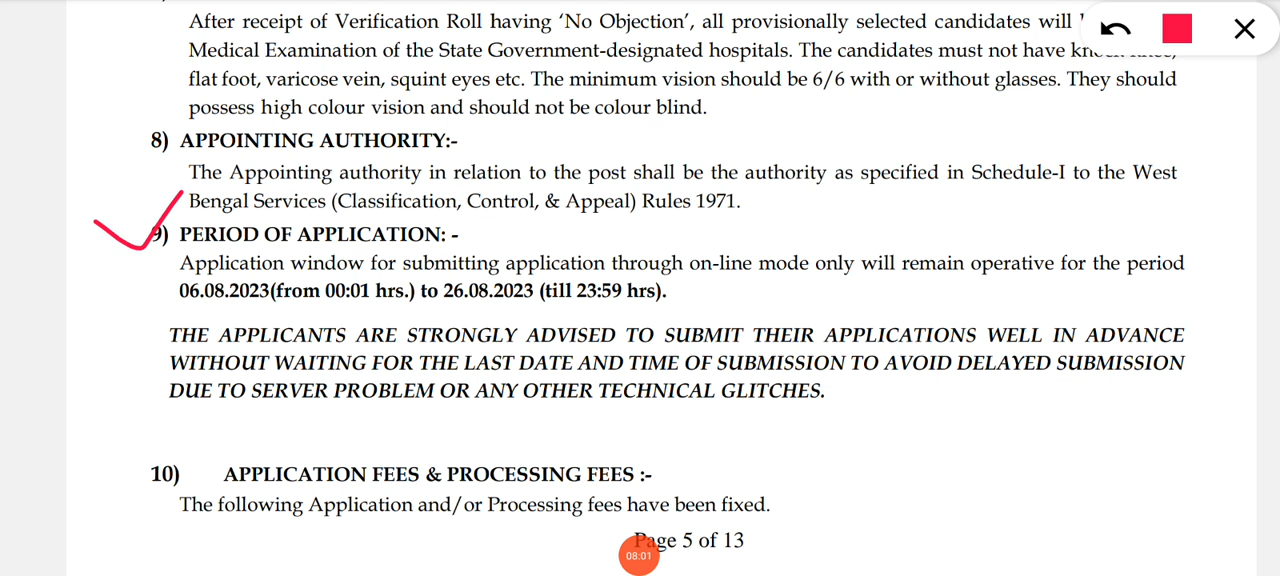 After receipt of Verification Roll having ‘No Objection’, all provisionally selected candidates will
Medical Examination of the State Government-designated hospitals. The candidates must not have
flat foot, varicose vein, squint eyes etc. The minimum vision should be 6/6 with or without glasses. They should
possess high colour vision and should not be colour blind.
8) APPOINTING AUTHORITY:-
The Appointing authority in relation to the post shall be the authority as specified in Schedule-I to the West
Bengal Services (Classification, Control, & Appeal) Rules 1971.
9) PERIOD OF APPLICATION: -
Application window for submitting application through on-line mode only will remain operative for the period
06.08.2023(from 00:01 hrs.) to 26.08.2023 (till 23:59 hrs).
THE APPLICANTS ARE STRONGLY ADVISED TO SUBMIT THEIR APPLICATIONS WELL IN ADVANCE
WITHOUT WAITING FOR THE LAST DATE AND TIME OF SUBMISSION TO AVOID DELAYED SUBMISSION
DUE TO SERVER PROBLEM OR ANY OTHER TECHNICAL GLITCHES.
10) APPLICATION FEES & PROCESSING FEES :-
The following Application and/or Processing fees have been fixed.
Page 5 of 13
08:01